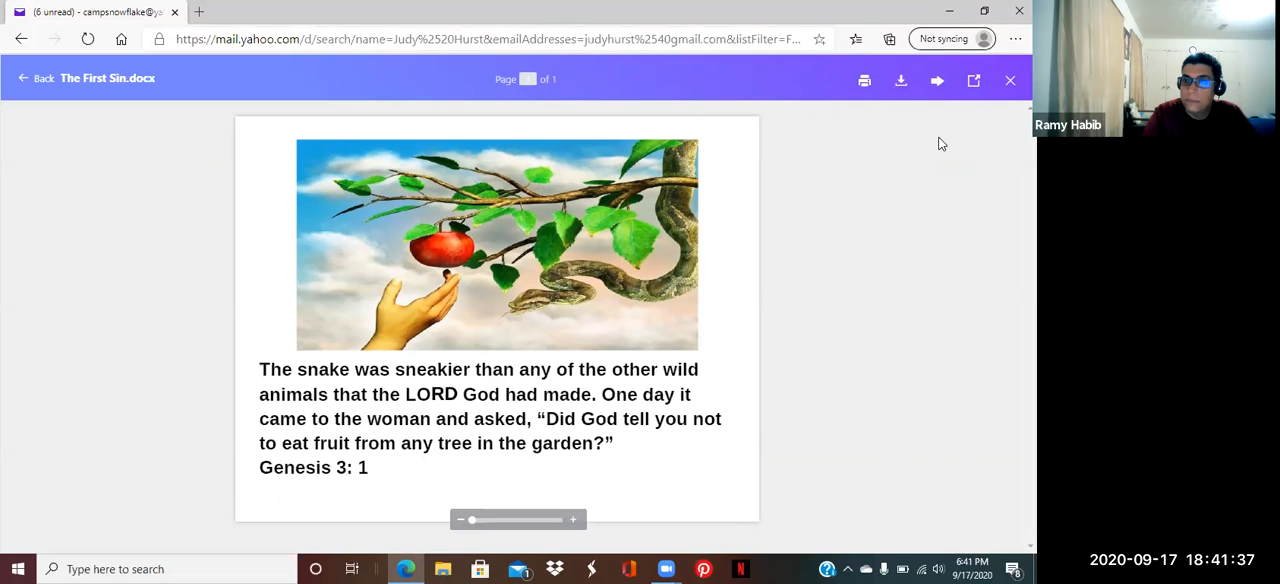 (6 unread) - campsnowflake@ya
https://mail.yahoo.com/d/search/name=Judy%2520Hurst&emailAddresses=judyhurst%2540gmail.com&listFilter=F...
Not syncing
Back The First Sin.docx
Page of 1
Ramy Habib
The snake was sneakier than any of the other wild
animals that the LORD God had made. One day it
came to the woman and asked, “Did God tell you not
to eat fruit from any tree in the garden?”
Genesis 3: 1
Type here to search
1
6:41 PM
9/17/2020
8
2020-09-17 18:41:37